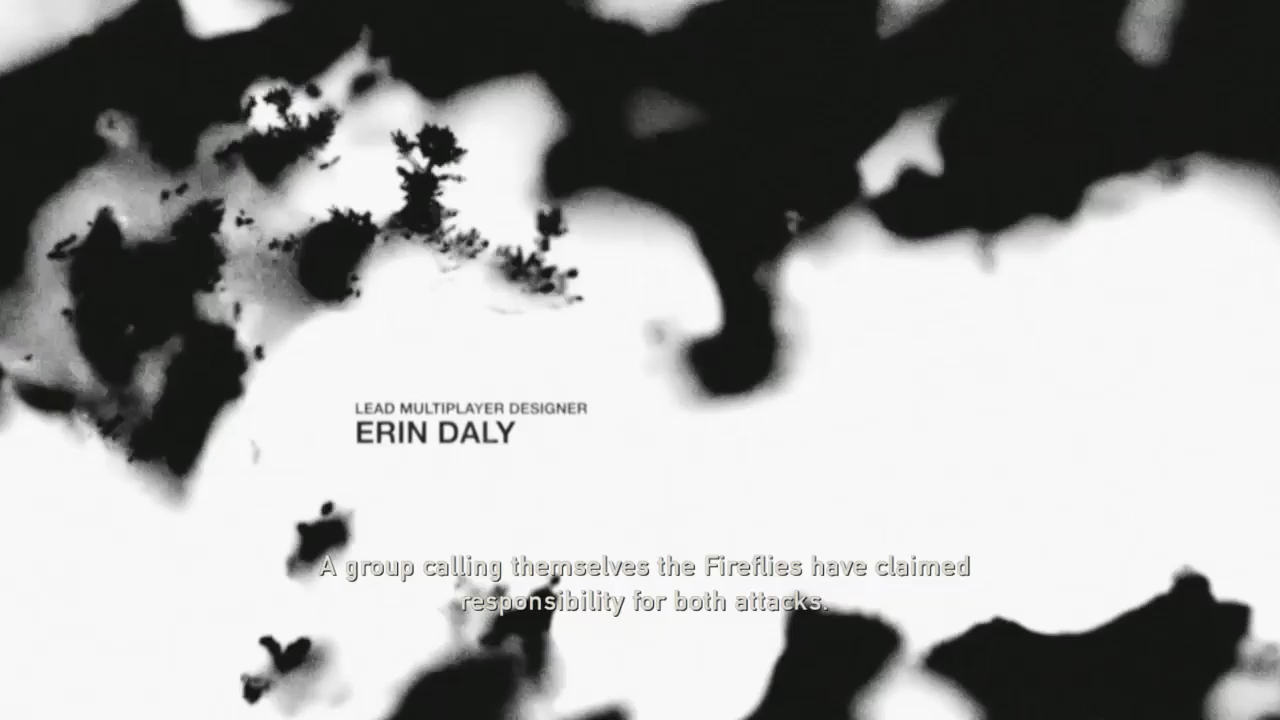 LEAD MULTIPLAYER DESIGNER
ERIN DALY
A group calling themselves the Fireflies have claimed
responsibility for both attacks.